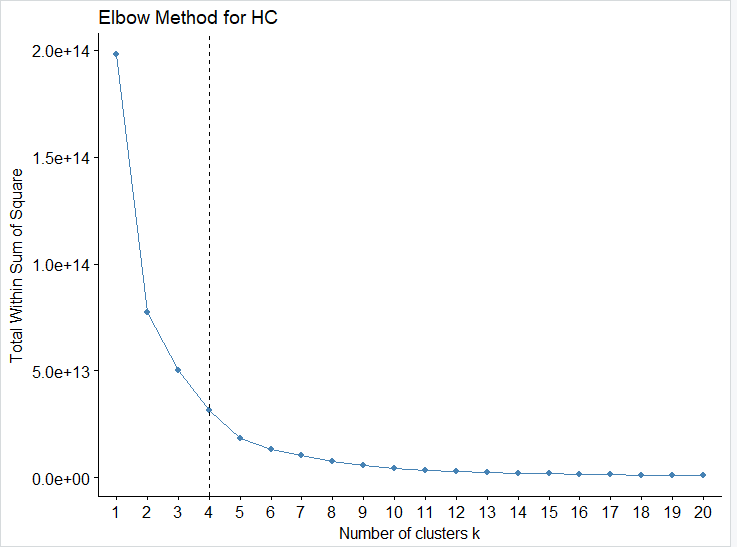 Elbow Method for HC
2.0e+14
1.5e+14
1.0e+14
5.0e+13
0.0e+00
Total Within Sum of Square
1 2 3 4 5 6 7 8 9 10 11 12 13 14 15 16 17 18 19 20
Number of clusters k